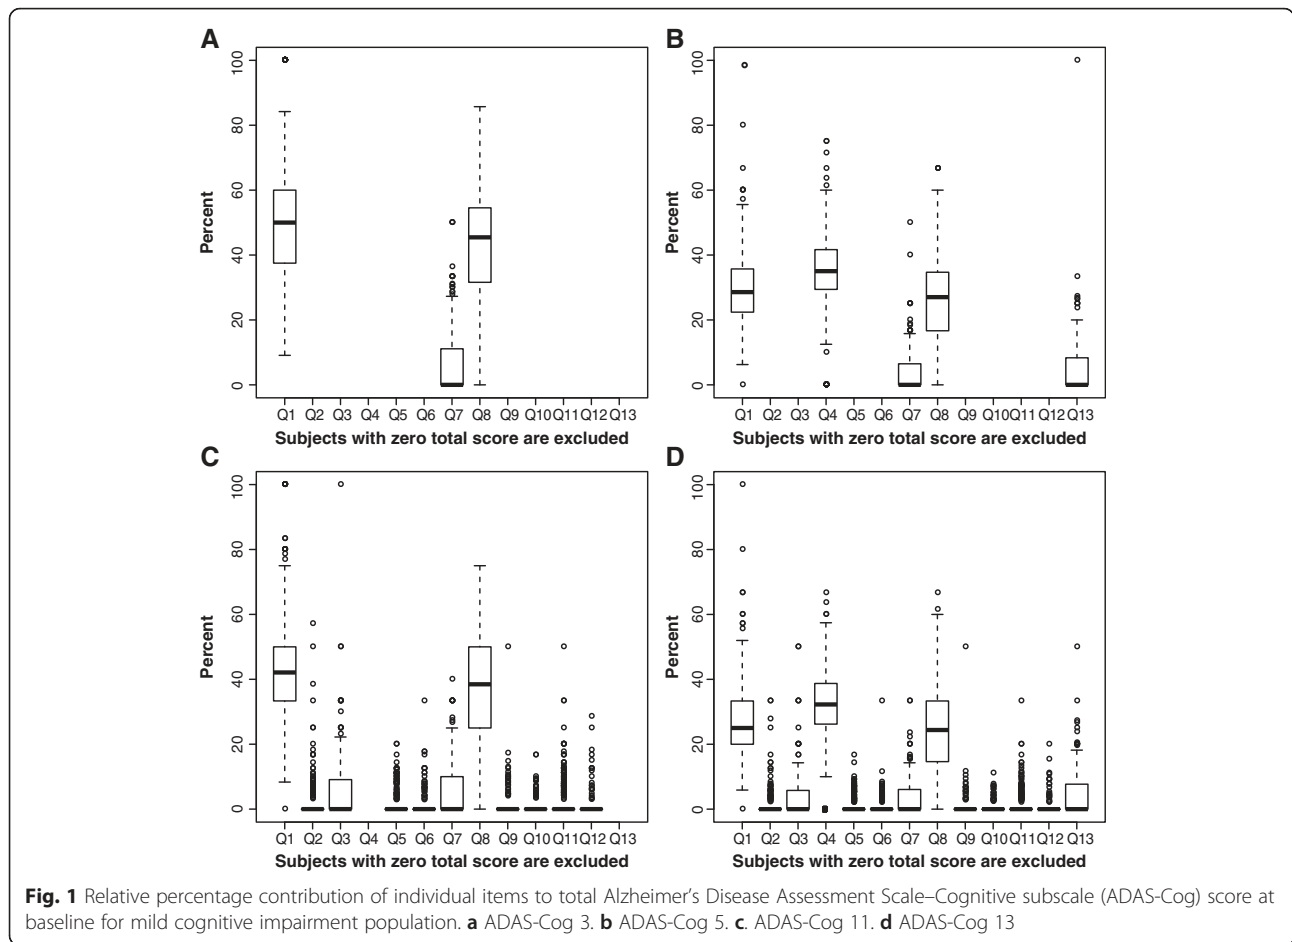 A
Percent
100
80
60
40
20
0
Q1 Q2 Q3 Q4 Q5 Q6 Q7 Q8 Q9 Q10 Q11 Q12 Q13
Subjects with zero total score are excluded
B
Percent
100
80
60
40
20
0
Q1 Q2 Q3 Q4 Q5 Q6 Q7 Q8 Q9 Q10 Q11 Q12 Q13
Subjects with zero total score are excluded
C
Percent
100
80
60
40
20
0
Q1 Q2 Q3 Q4 Q5 Q6 Q7 Q8 Q9 Q10 Q11 Q12 Q13
Subjects with zero total score are excluded
D
Percent
100
80
60
40
20
0
Q1 Q2 Q3 Q4 Q5 Q6 Q7 Q8 Q9 Q10 Q11 Q12 Q13
Subjects with zero total score are excluded
Fig. 1 Relative percentage contribution of individual items to total Alzheimer's Disease Assessment Scale–Cognitive subscale (ADAS-Cog) score at
baseline for mild cognitive impairment population. a ADAS-Cog 3. b ADAS-Cog 5. c. ADAS-Cog 11. d ADAS-Cog 13